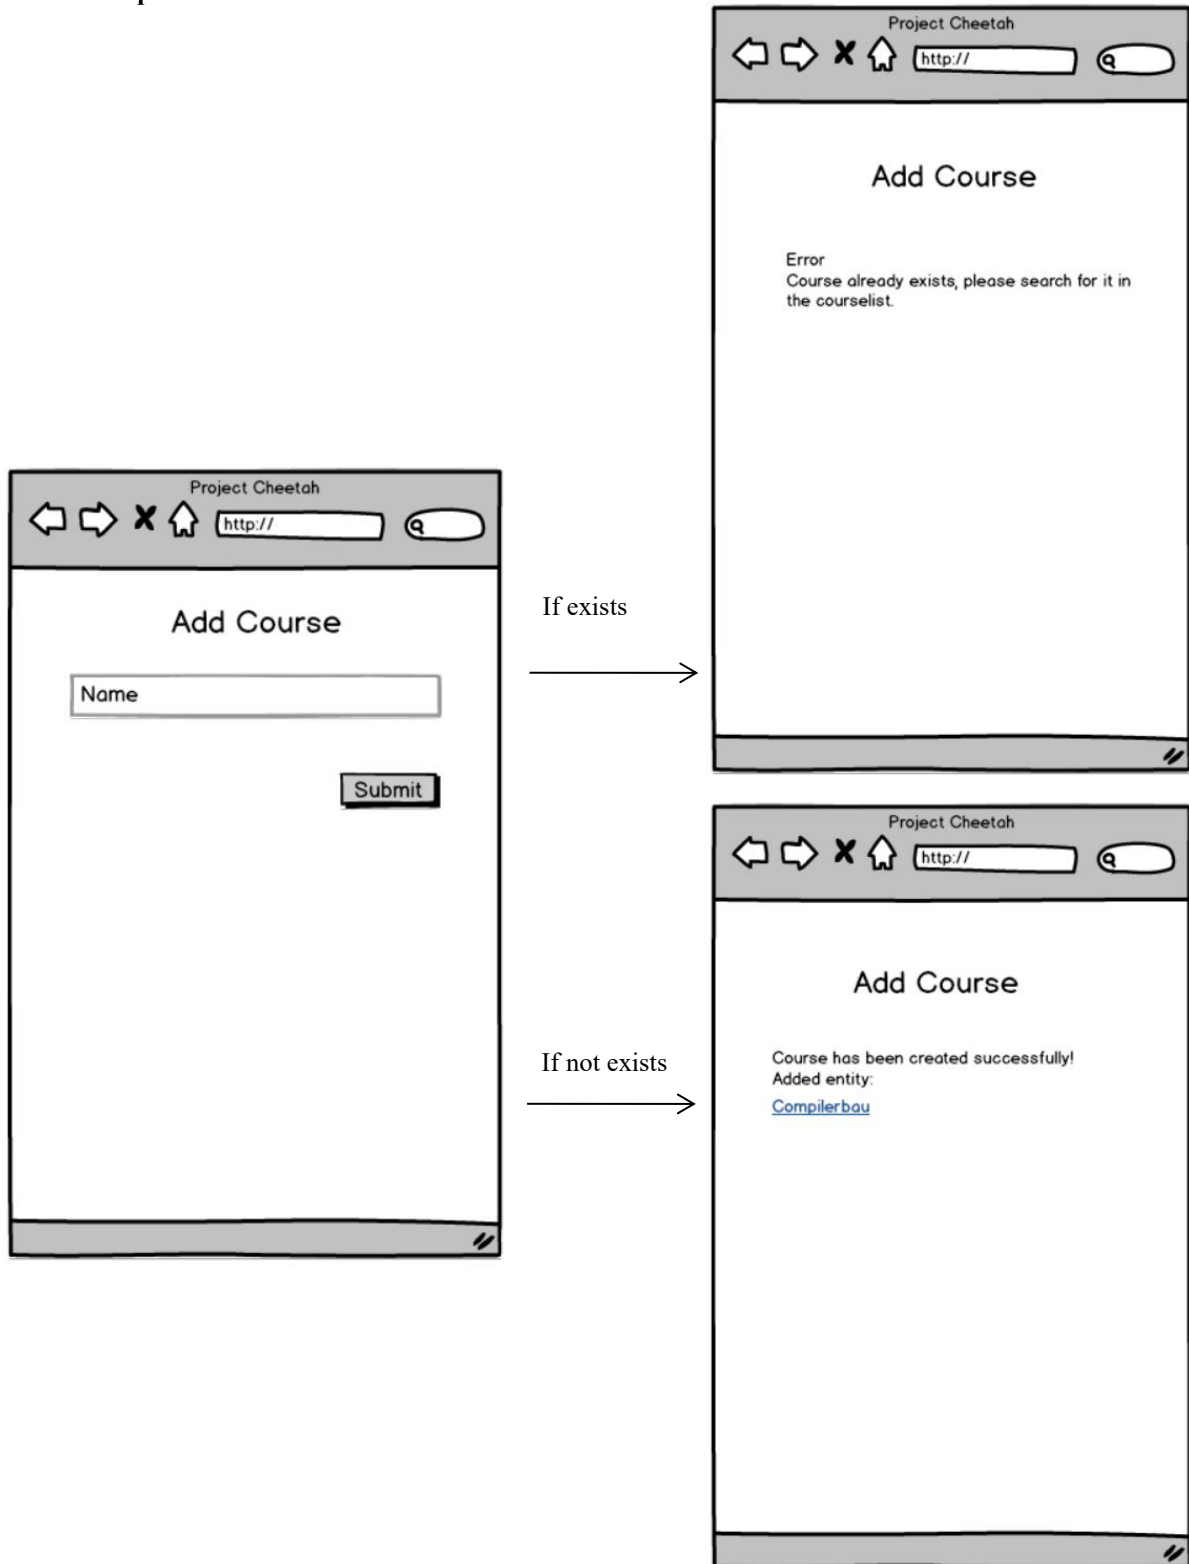 Project Cheetah
http://
Add Course
Name
Submit
If exists
Project Cheetah
http://
Add Course
Error
Course already exists, please search for it in
the courselist.
If not exists
Project Cheetah
http://
Add Course
Course has been created successfully!
Added entity:
Compilerbau